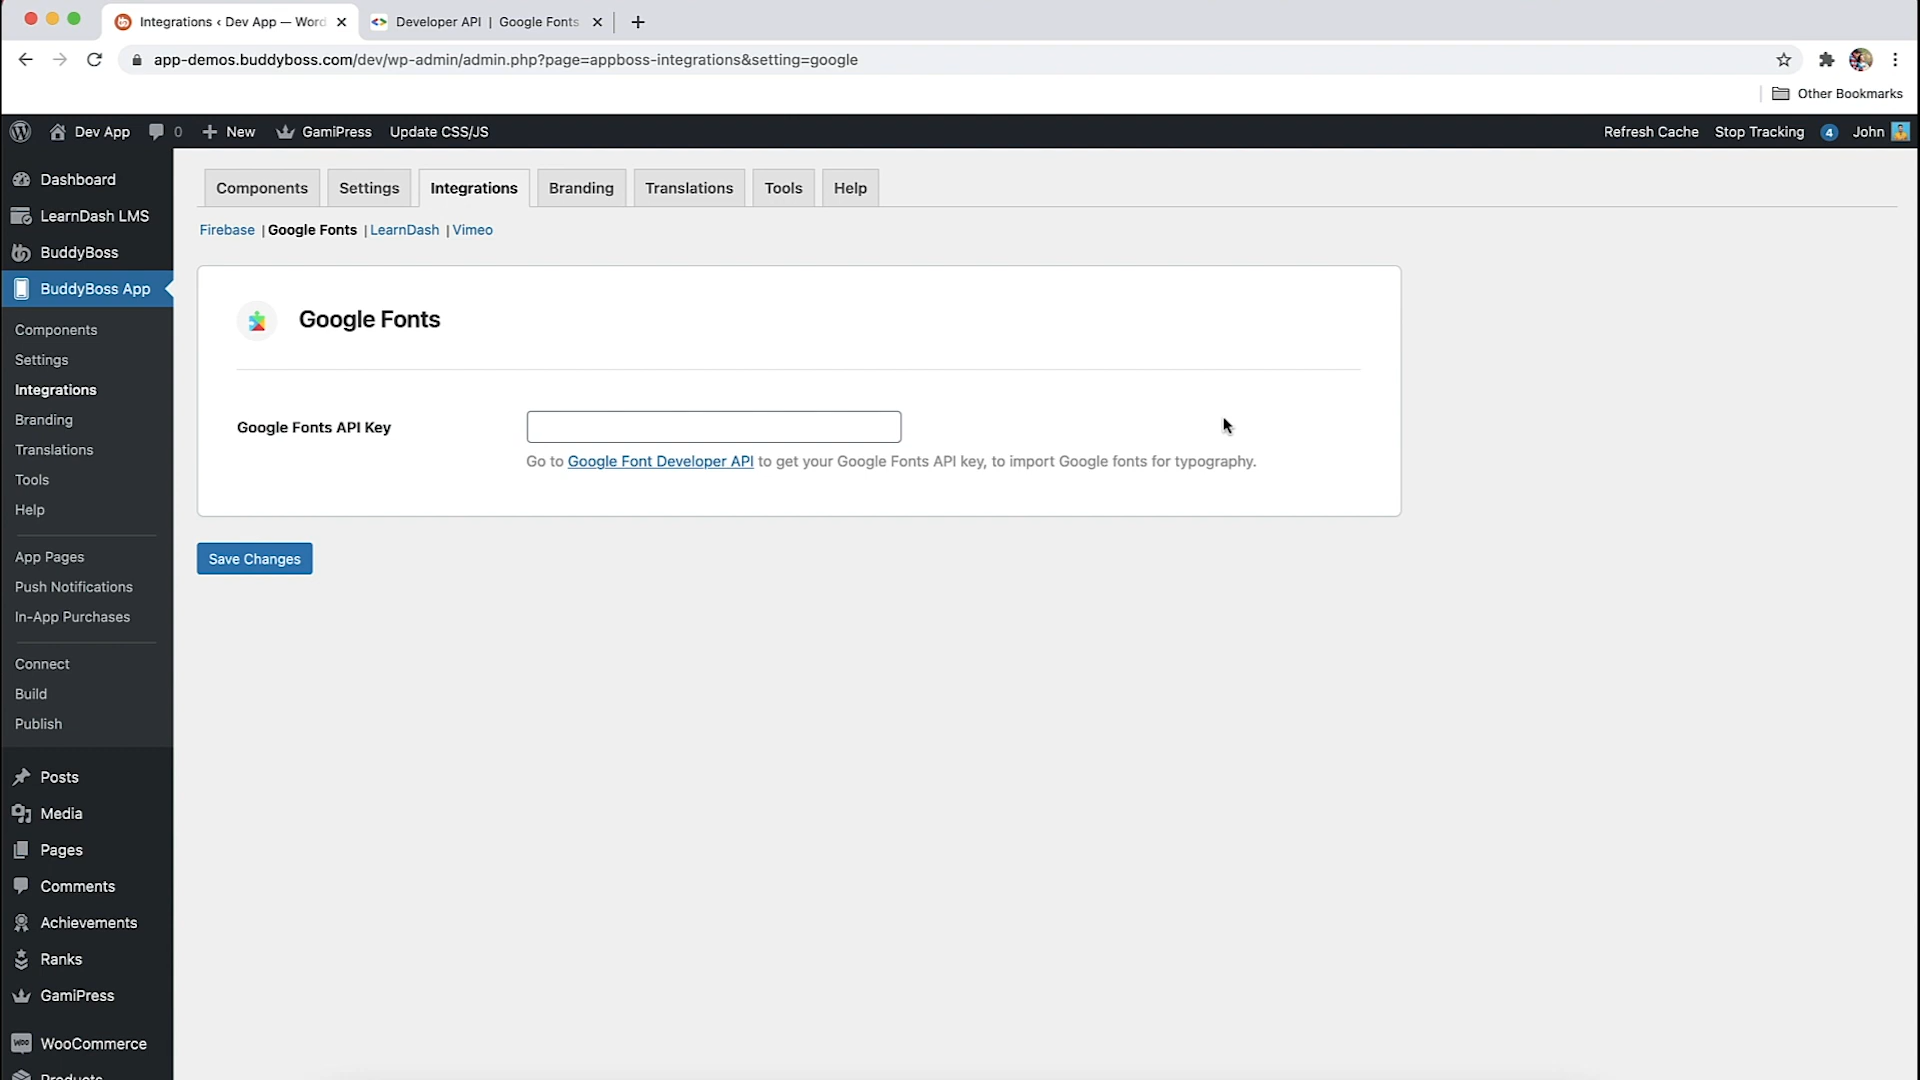 Integrations ‹ Dev App — Word
Developer API | Google Fonts
app-demos.buddyboss.com/dev/wp-admin/admin.php?page=appboss-integrations&setting=google
Other Bookmarks
Dev App 0 New GamiPress Update CSS/JS Refresh Cache Stop Tracking 4 John
Dashboard
LearnDash LMS
BuddyBoss
BuddyBoss App
Components
Settings
Integrations
Branding
Translations
Tools
Help
App Pages
Push Notifications
In-App Purchases
Connect
Build
Publish
Posts
Media
Pages
Comments
Achievements
Ranks
GamiPress
WOO WooCommerce
Products
Components Settings Integrations Branding Translations Tools Help
Firebase | Google Fonts | LearnDash | Vimeo
Google Fonts
Google Fonts API Key
Go to Google Font Developer API to get your Google Fonts API key, to import Google fonts for typography.
Save Changes